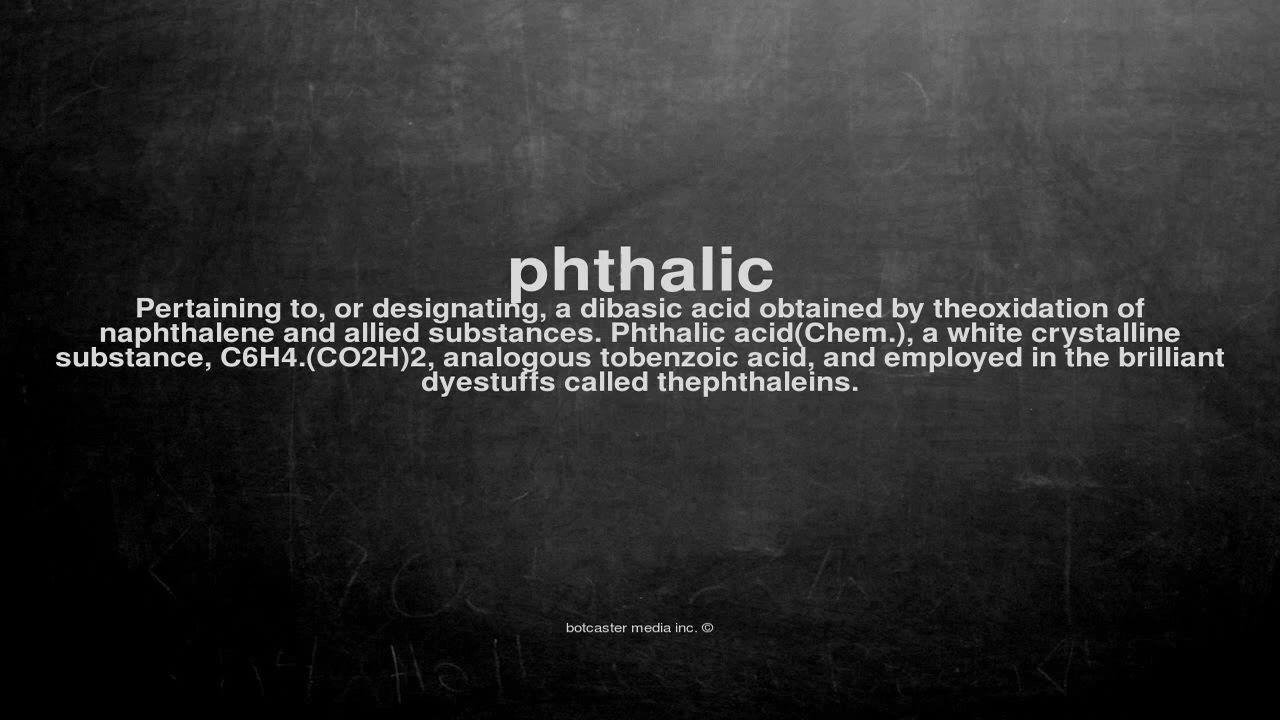 phthalic
Pertaining to, or designating, a dibasic acid obtained by theoxidation of
naphthalene and allied substances. Phthalic acid(Chem.), a white crystalline
substance, C6H4.(CO2H)2, analogous tobenzoic acid, and employed in the brilliant
dyestuffs called thephthaleins.
botcaster media inc. ©